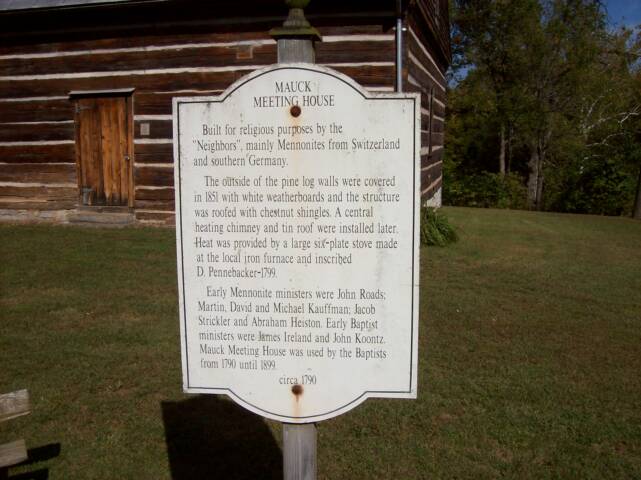 MAUCK
MEETING HOUSE
Built for religious purposes by the
"Neighbors", mainly Mennonites from Switzerland
and southern Germany.
The outside of the pine log walls were covered
in 1851 with white weatherboards and the structure
was roofed with chestnut shingles. A central
heating chimney and tin roof were installed later.
Heat was provided by a large six-plate stove made
at the local iron furnace and inscribed
D. Pennebacker-1799.
Early Mennonite ministers were John Roads;
Martin, David and Michael Kauffman; Jacob
Strickler and Abraham Heiston. Early Baptist
ministers were James Ireland and John Koontz.
Mauck Meeting House was used by the Baptists
from 1790 until 1899.
circa 1790